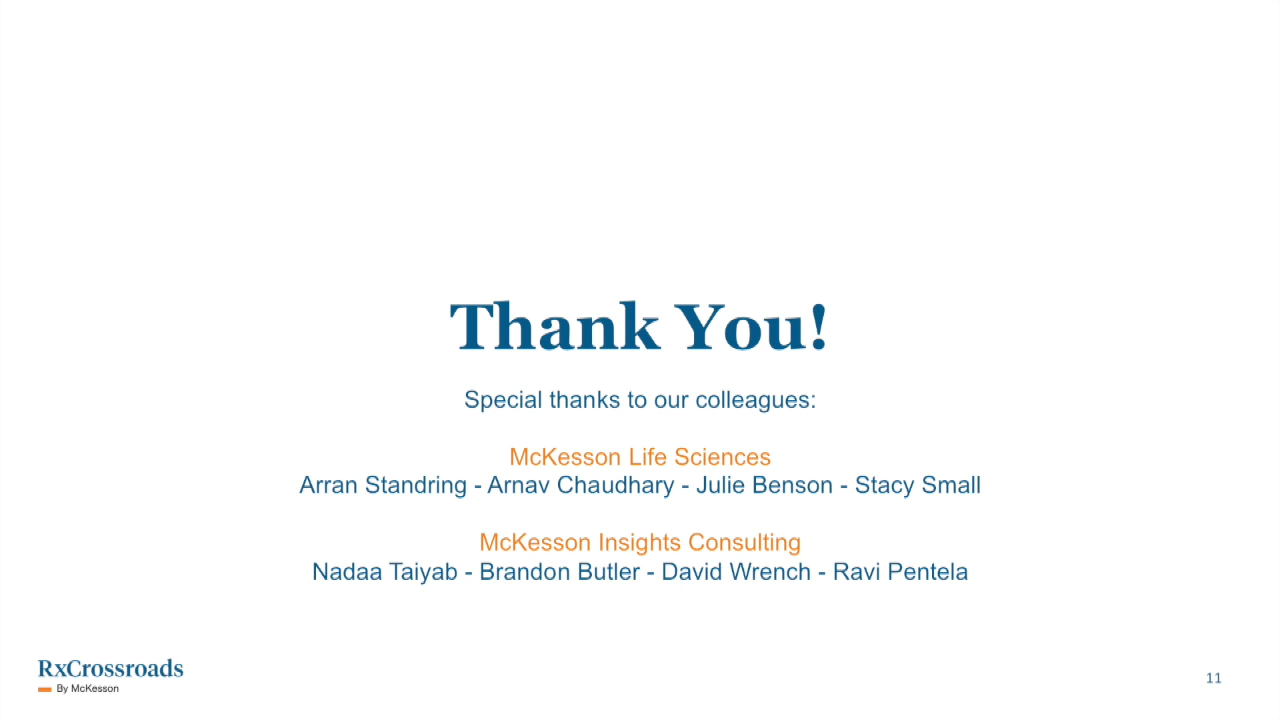 Thank You!
Special thanks to our colleagues:
McKesson Life Sciences
Arran Standring - Arnav Chaudhary - Julie Benson - Stacy Small
McKesson Insights Consulting
Nadaa Taiyab - Brandon Butler - David Wrench - Ravi Pentela
RxCrossroads
By McKesson
11